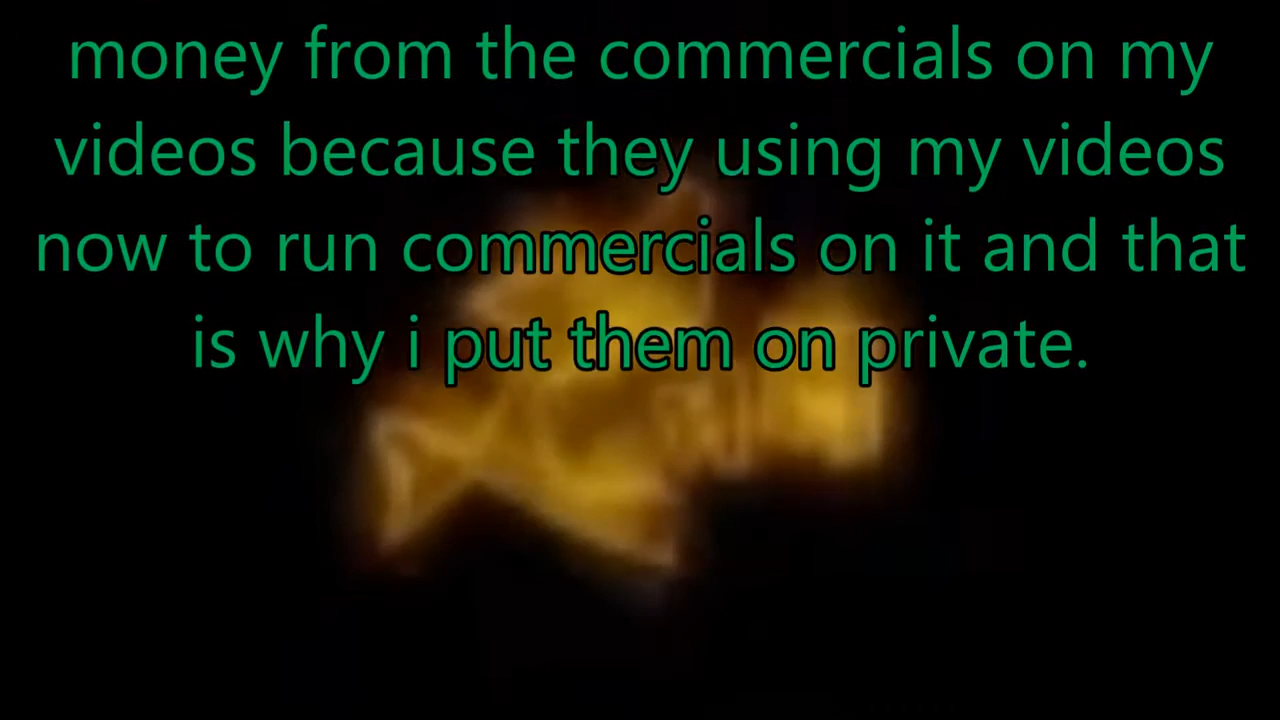 money from the commercials on my
videos because they using my videos
now to run commercials on it and that
is why i put them on private.